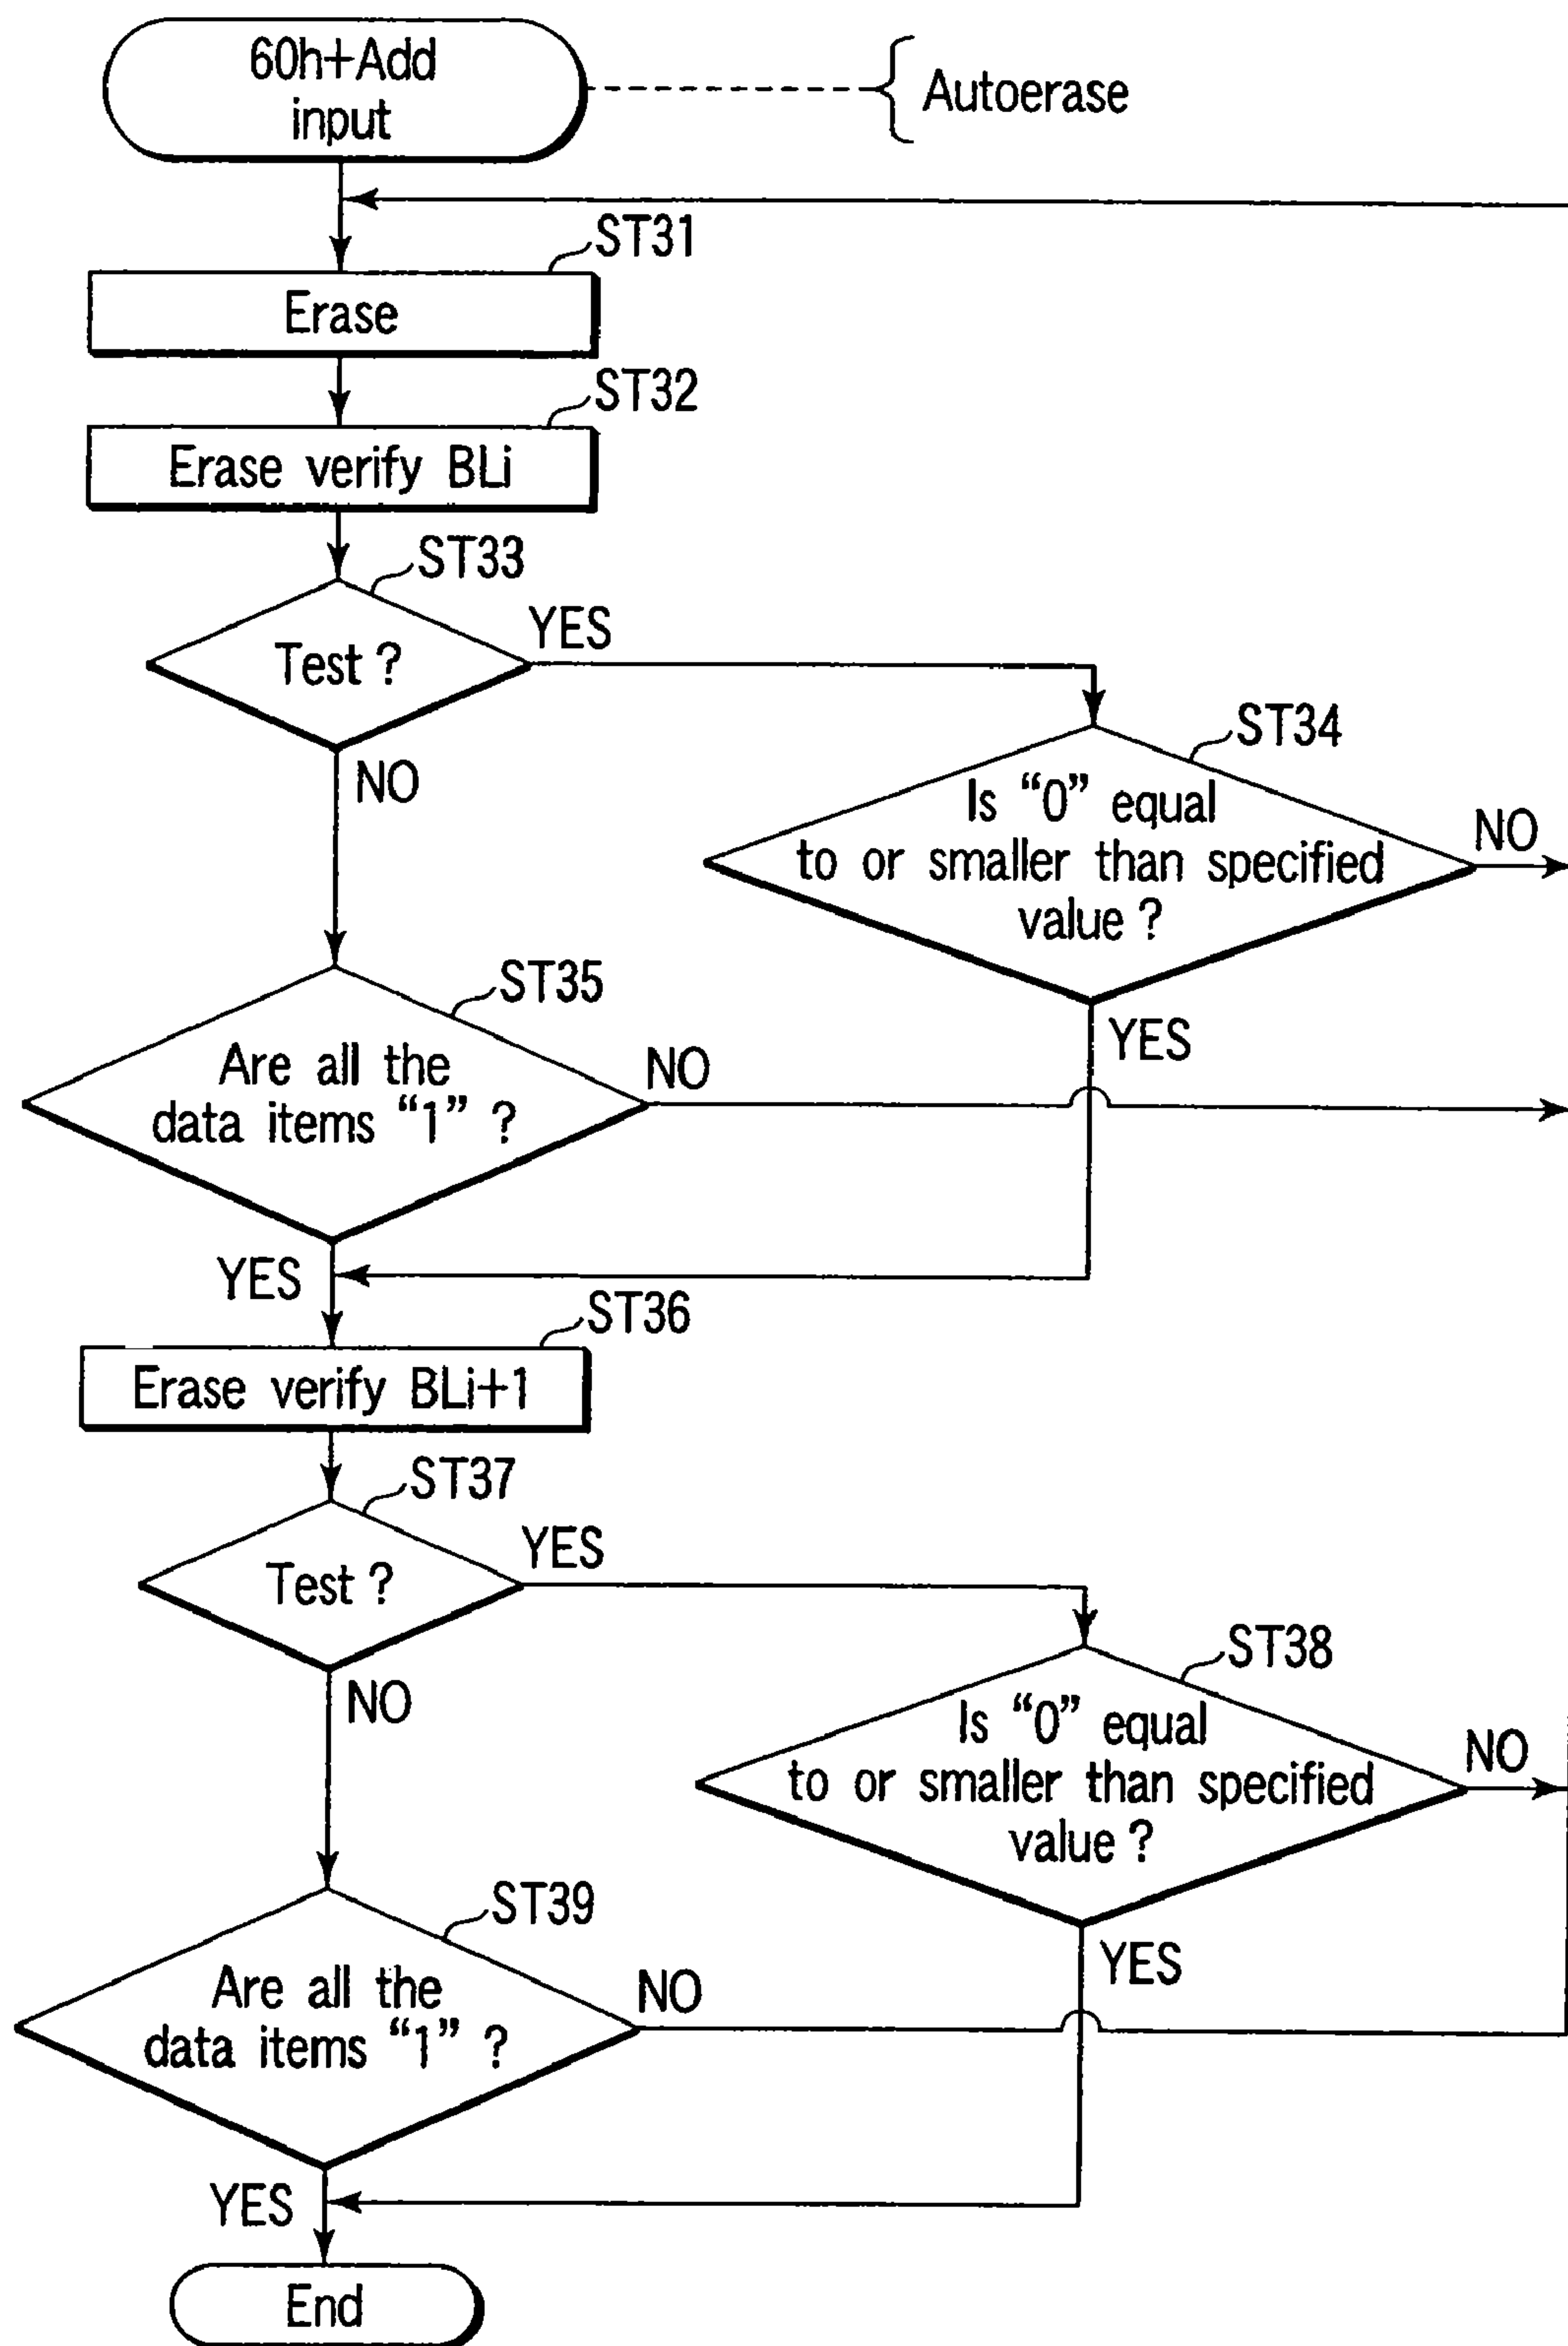 60h+Add
input
Autoerase
ST31
Erase
ST32
Erase verify BLi
ST33
Test ?
YES
NO
ST34
Is “0” equal
to or smaller than specified
value ?
NO
YES
ST35
Are all the
data items “1” ?
NO
YES
ST36
Erase verify BLi+1
ST37
Test ?
YES
NO
ST38
Is “0” equal
to or smaller than specified
value ?
NO
YES
ST39
Are all the
data items “1” ?
NO
YES
End